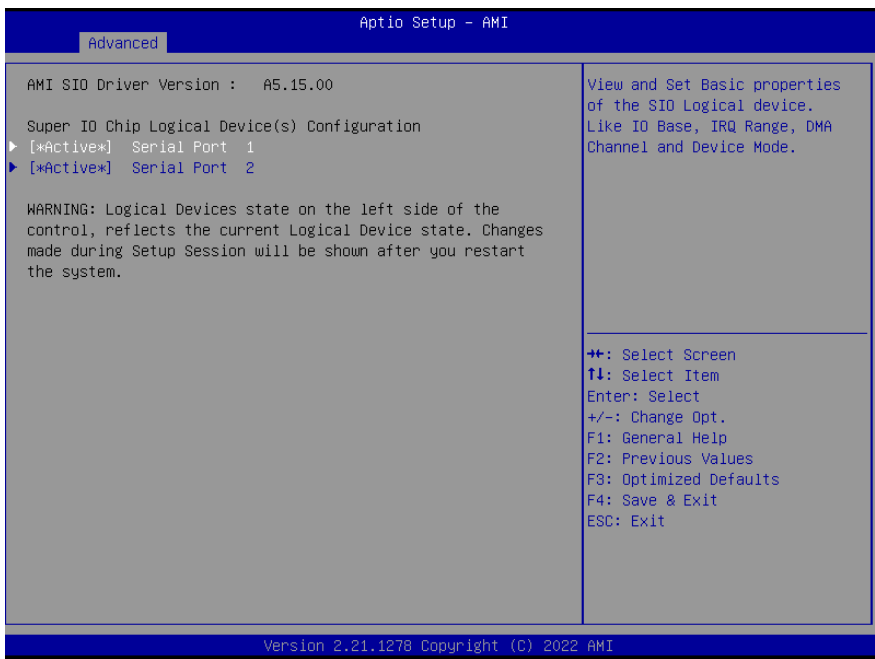 Aptio Setup – AMI
Advanced
AMI SIO Driver Version :   A5.15.00
Super IO Chip Logical Device(s) Configuration
[*Active*]  Serial Port  1
[*Active*]  Serial Port  2
WARNING: Logical Devices state on the left side of the
control, reflects the current Logical Device state. Changes
made during Setup Session will be shown after you restart
the system.
View and Set Basic properties
of the SIO Logical device.
Like IO Base, IRQ Range, DMA
Channel and Device Mode.
→←: Select Screen
↑↓: Select Item
Enter: Select
+/-: Change Opt.
F1: General Help
F2: Previous Values
F3: Optimized Defaults
F4: Save & Exit
ESC: Exit
Version 2.21.1278 Copyright (C) 2022 AMI